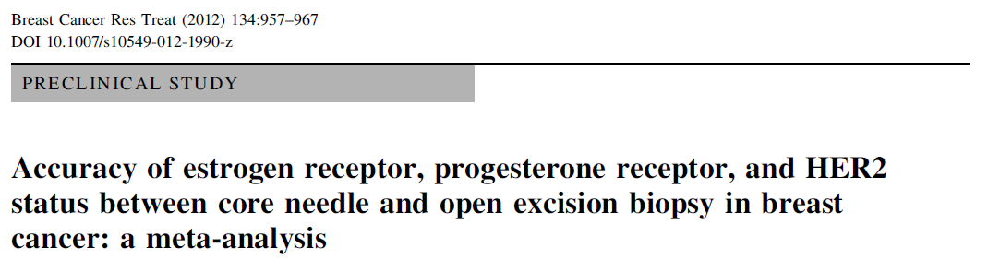 Breast Cancer Res Treat (2012) 134:957–967
DOI 10.1007/s10549-012-1990-z
PRECLINICAL STUDY
Accuracy of estrogen receptor, progesterone receptor, and HER2
status between core needle and open excision biopsy in breast
cancer: a meta-analysis